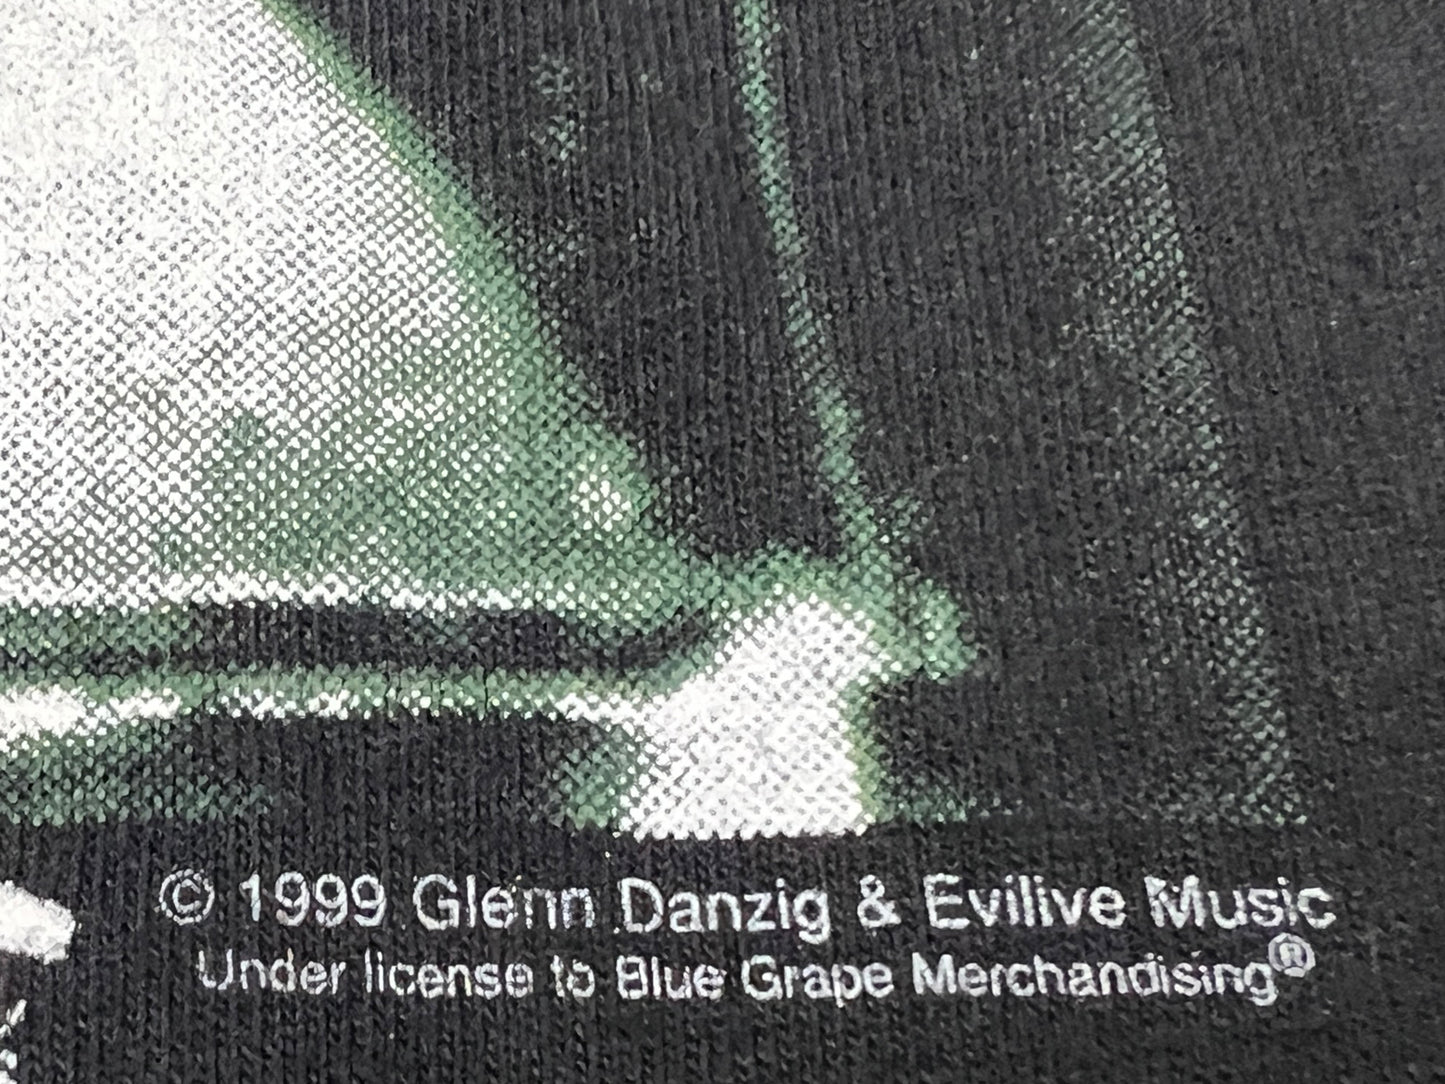 © 1999 Glenn Danzig & Evilive Music
Under license to Blue Grape Merchandising®